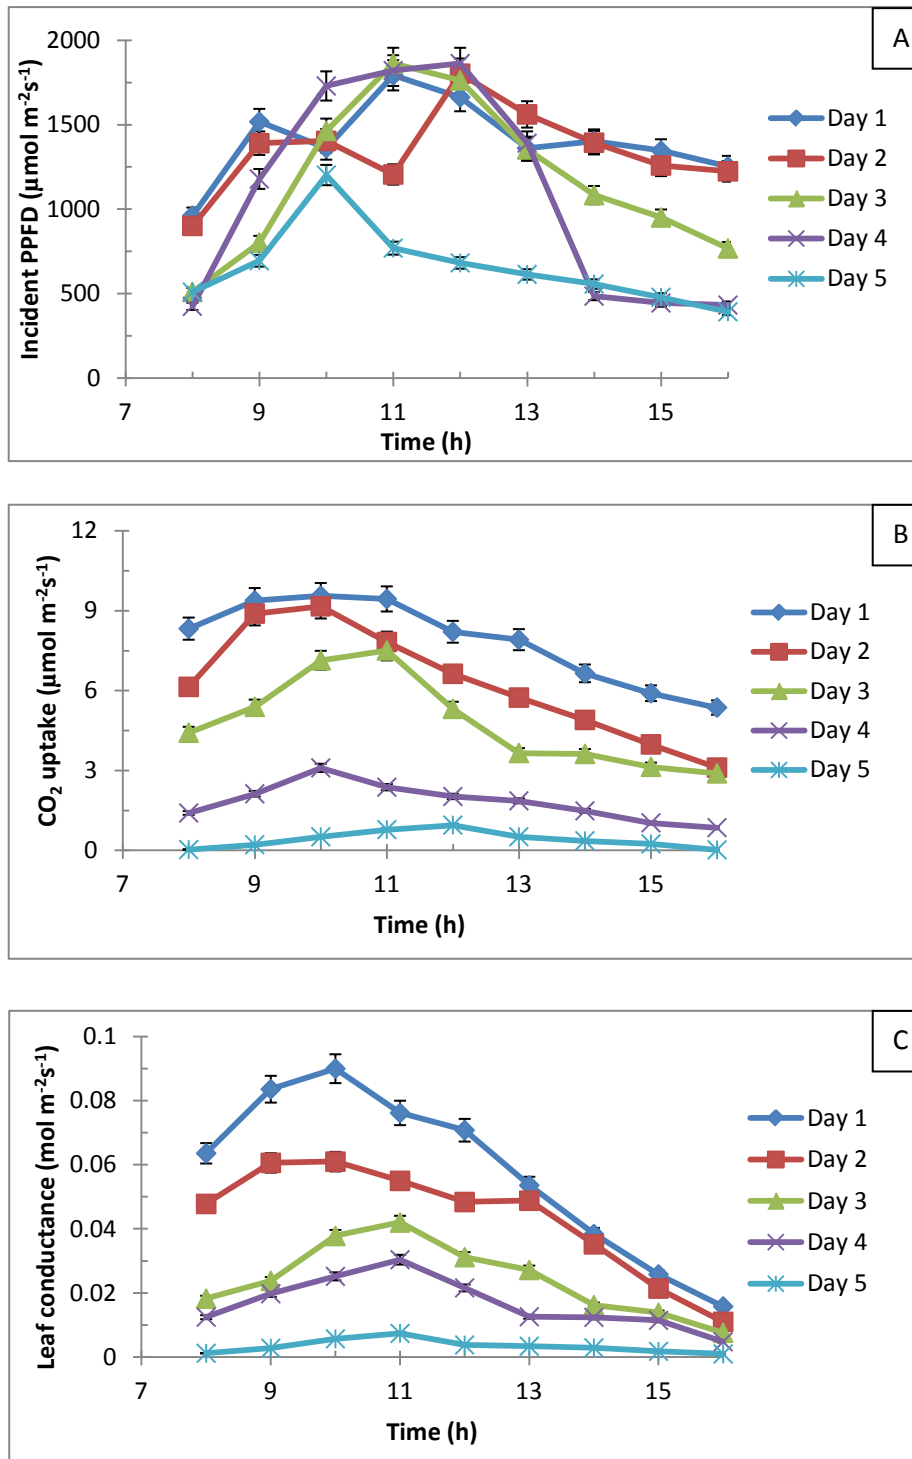 A
2000
1500
1000
500
0
Incident PPFD (µmol m⁻²s⁻¹)
7 9 11 13 15
Time (h)
Day 1
Day 2
Day 3
Day 4
Day 5
B
12
9
6
3
0
CO₂ uptake (µmol m⁻²s⁻¹)
7 9 11 13 15
Time (h)
Day 1
Day 2
Day 3
Day 4
Day 5
C
0.1
0.08
0.06
0.04
0.02
0
Leaf conductance (mol m⁻²s⁻¹)
7 9 11 13 15
Time (h)
Day 1
Day 2
Day 3
Day 4
Day 5